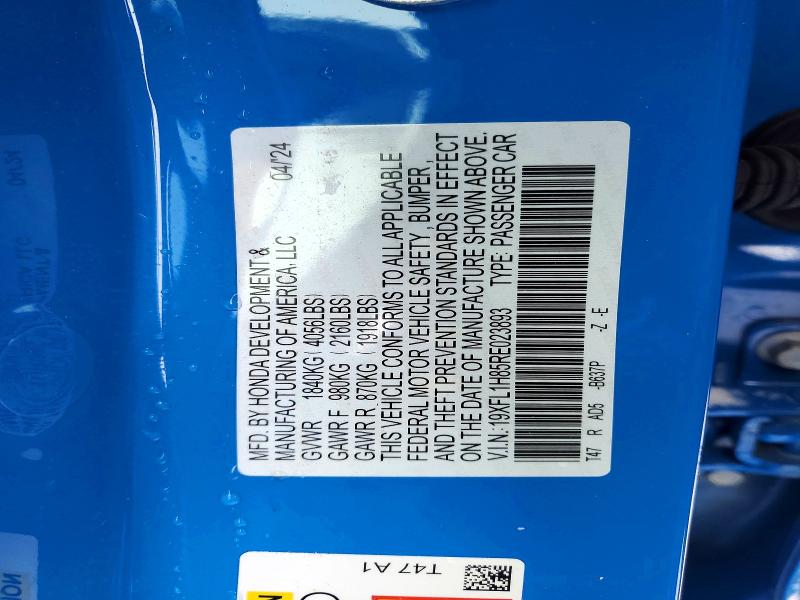 MFD. BY HONDA DEVELOPMENT &
MANUFACTURING OF AMERICA, LLC 04/24
GVWR 1840KG (4056LBS)
GAWR F 980KG (2160LBS)
GAWR R 870KG (1918LBS)
THIS VEHICLE CONFORMS TO ALL APPLICABLE
FEDERAL MOTOR VEHICLE SAFETY, BUMPER,
AND THEFT PREVENTION STANDARDS IN EFFECT
ON THE DATE OF MANUFACTURE SHOWN ABOVE.
V.I.N.:19XFL1H85RE023893 TYPE: PASSENGER CAR
T47 R AD5 -B637P -Z -E
T47 A1